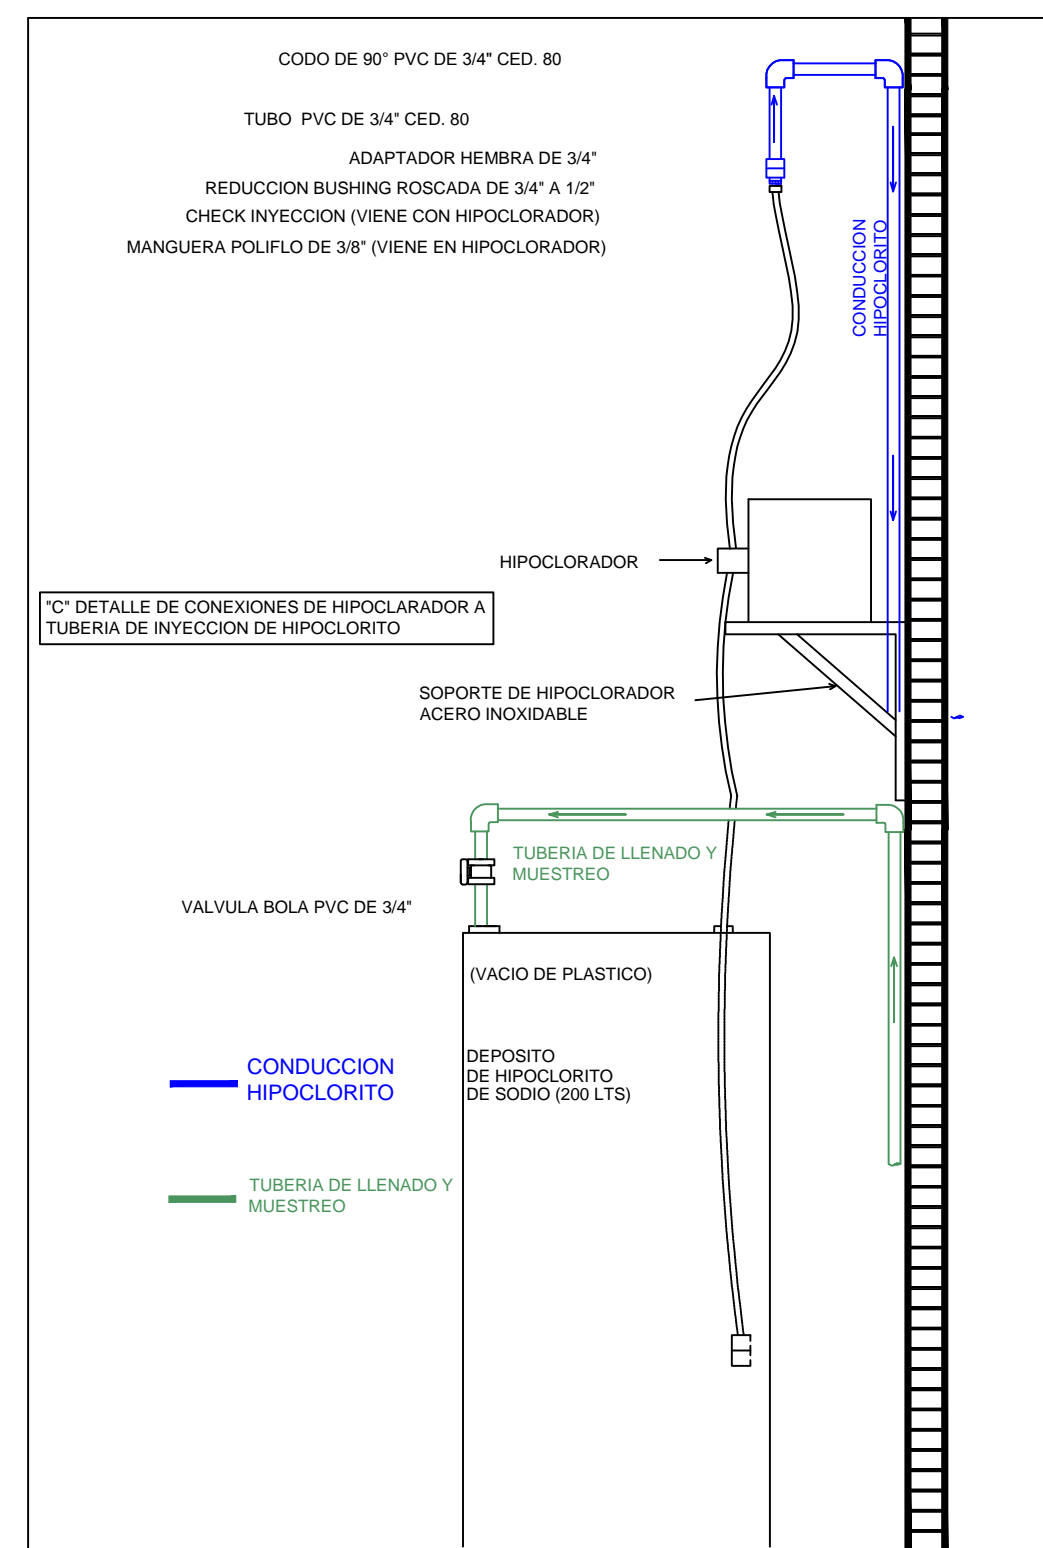 CODO DE 90° PVC DE 3/4" CED. 80
TUBO PVC DE 3/4" CED. 80
ADAPTADOR HEMBRA DE 3/4"
REDUCCION BUSHING ROSCADA DE 3/4" A 1/2"
CHECK INYECCION (VIENE CON HIPOCLORADOR)
MANGUERA POLIFLO DE 3/8" (VIENE EN HIPOCLORADOR)
CONDUCCION
HIPOCLORITO
HIPOCLORADOR
"C" DETALLE DE CONEXIONES DE HIPOCLARADOR A
TUBERIA DE INYECCION DE HIPOCLORITO
SOPORTE DE HIPOCLORADOR
ACERO INOXIDABLE
TUBERIA DE LLENADO Y
MUESTREO
VALVULA BOLA PVC DE 3/4"
(VACIO DE PLASTICO)
DEPOSITO
DE HIPOCLORITO
DE SODIO (200 LTS)
CONDUCCION
HIPOCLORITO
TUBERIA DE LLENADO Y
MUESTREO